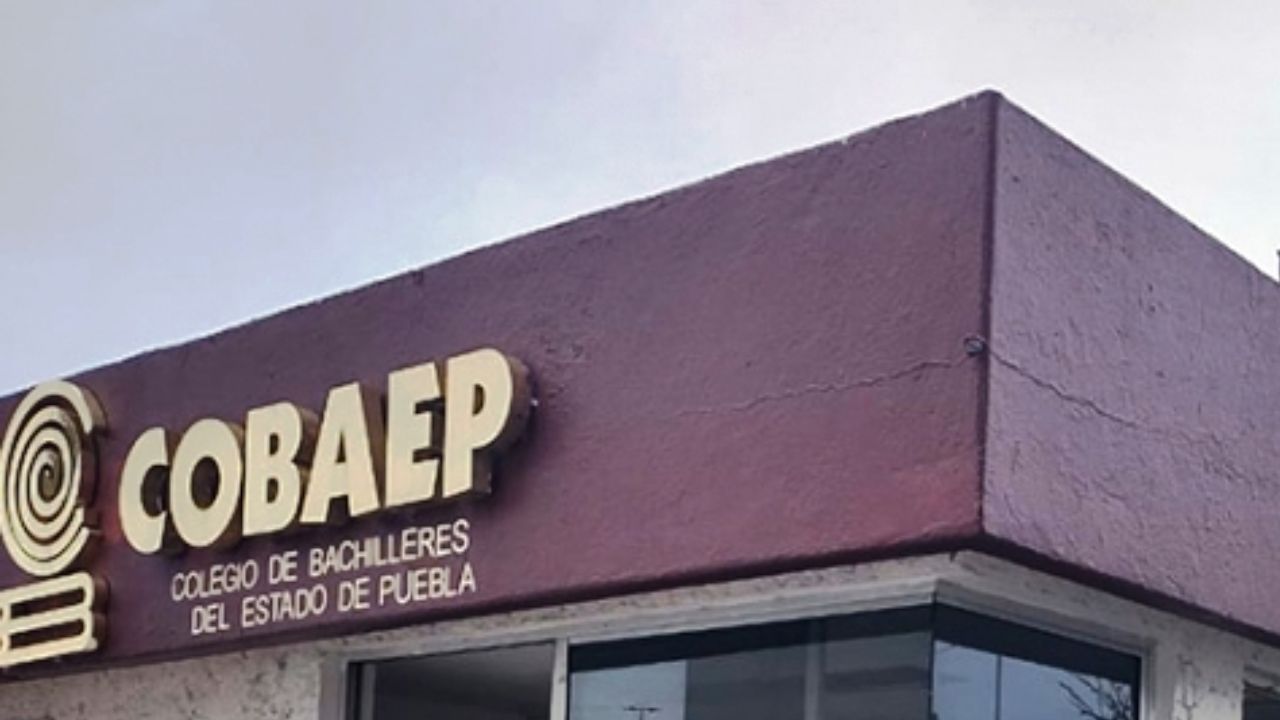 COBAEP
COLEGIO DE BACHILLERES
DEL ESTADO DE PUEBLA